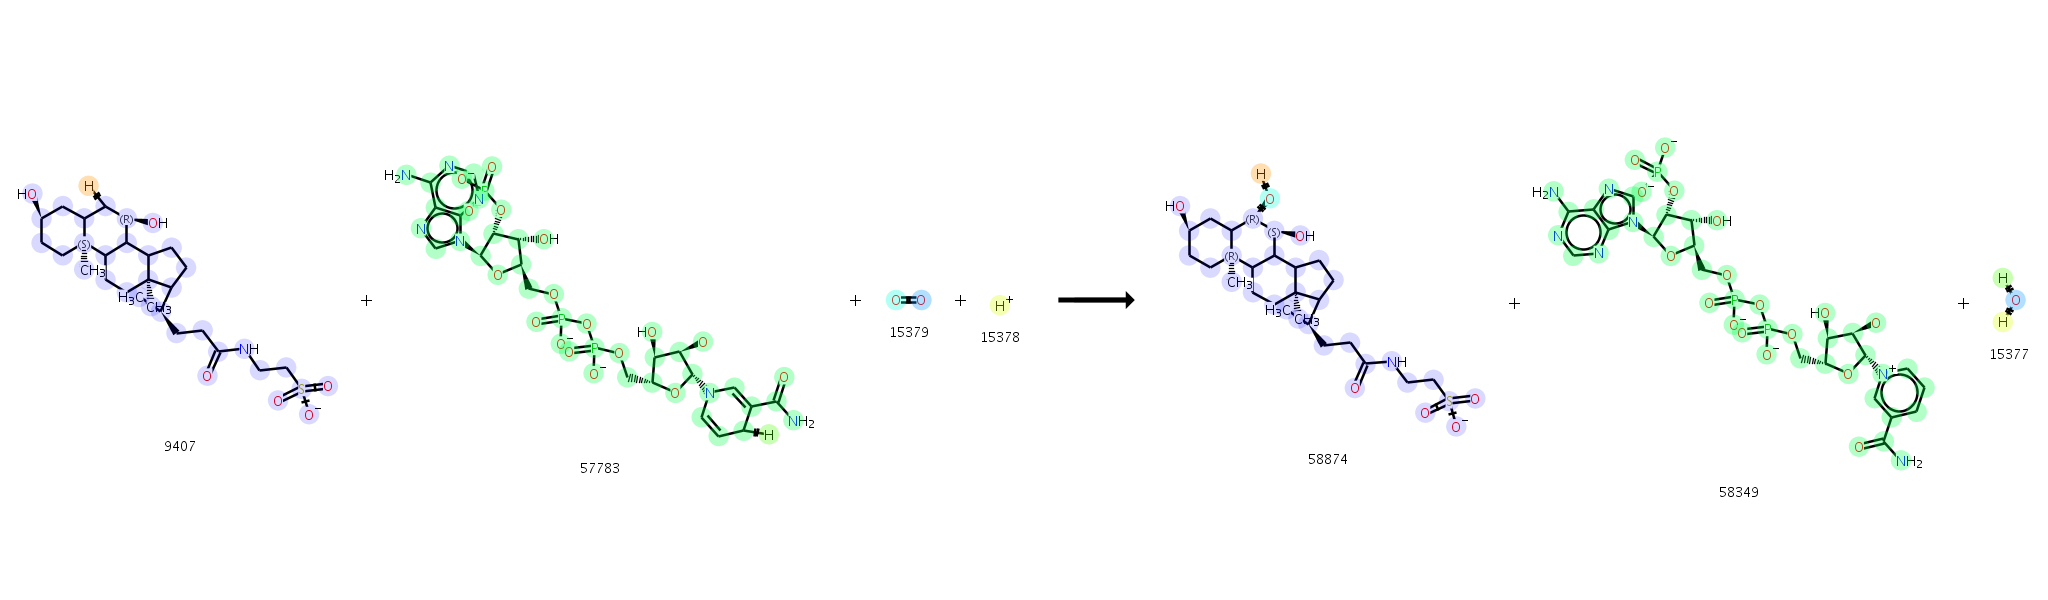 HO
H
(R)
OH
(S)
CH3
H3C
CH3
O
NH
O
S
O
O−
9407
+
H2N
N
N
N
N
O−
P
O
O
O
OH
O
O
O
P
O
O−
O
P
O
O−
O
HO
O
O
N
O
NH2
H
57783
+
O
O
15379
+
H+
15378
H
O
HO
(R)
(S)
OH
(R)
CH3
H3C
CH3
O
NH
O
S
O
O−
58874
+
O−
O
P
O−
O
H2N
N
N
N
N
OH
O
O
O
P
O
O−
O
P
O
O−
O
HO
O
O
N+
O
NH2
58349
+
H
O
H
15377